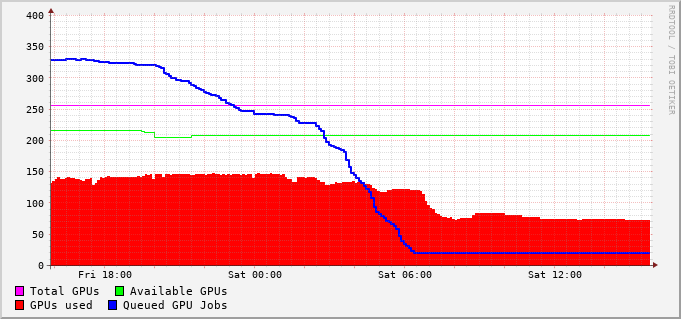 400
350
300
250
200
150
100
50
0
Fri 18:00 Sat 00:00 Sat 06:00 Sat 12:00
Total GPUs Available GPUs
GPUs used Queued GPU Jobs
RRDTOOL / TOBI OETIKER